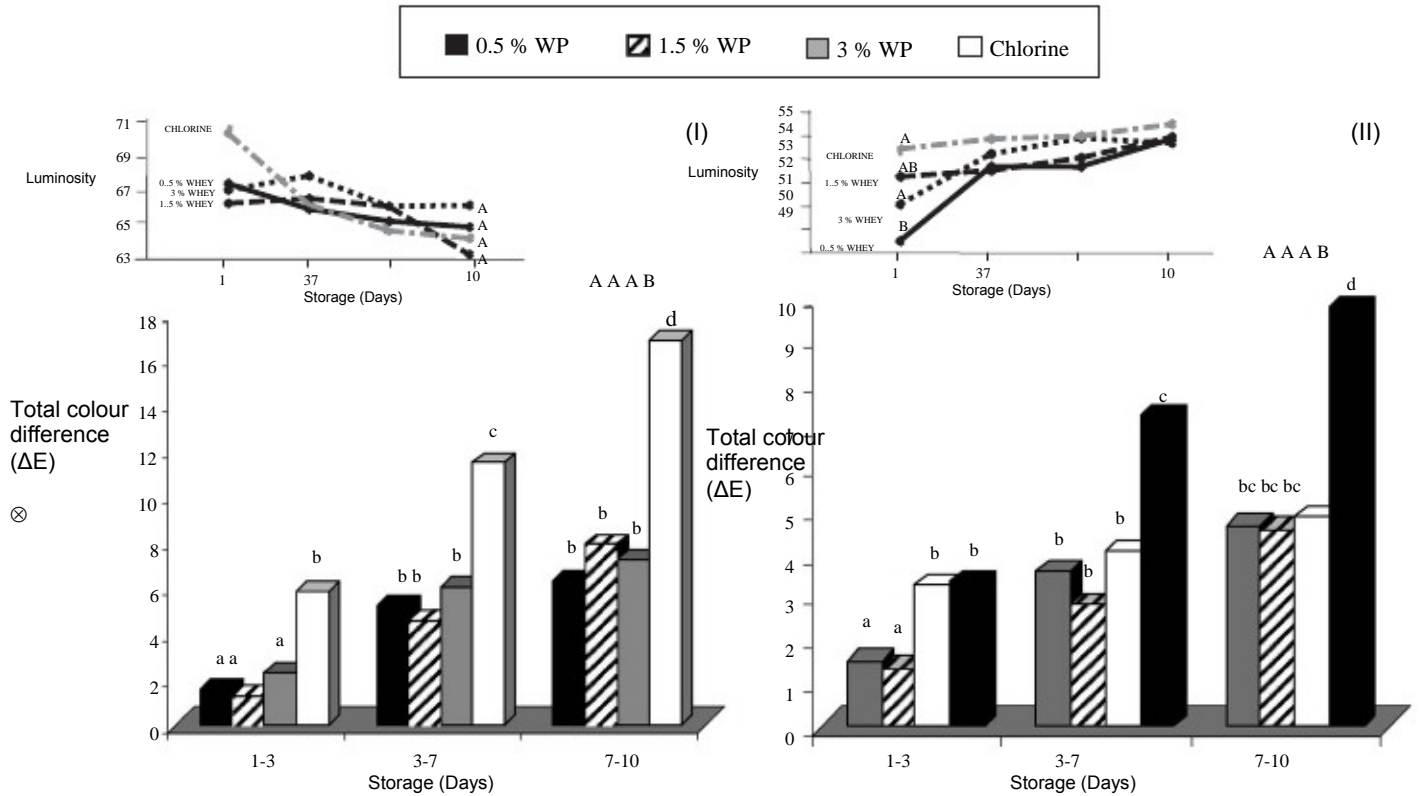 0.5 % WP 1.5 % WP 3 % WP Chlorine
(I)
71
69
67
65
63
Luminosity
CHLORINE
0..5 % WHEY
3 % WHEY
1..5 % WHEY
A
A
A
A
1 37 10
Storage (Days)
(II)
55
54
53
52
51
50
49
Luminosity
CHLORINE
1..5 % WHEY
3 % WHEY
0..5 % WHEY
A
AB
A
B
1 37 10
Storage (Days)
A A A B
18
16
14
12
10
8
6
4
2
0
Total colour
difference
(ΔE)
⊗
a a a b
b b b c
b b b d
1-3 3-7 7-10
Storage (Days)
A A A B
10
9
8
7
6
5
4
3
2
1
0
Total colour
difference
(ΔE)
a a b b
b b b c
bc bc bc d
1-3 3-7 7-10
Storage (Days)